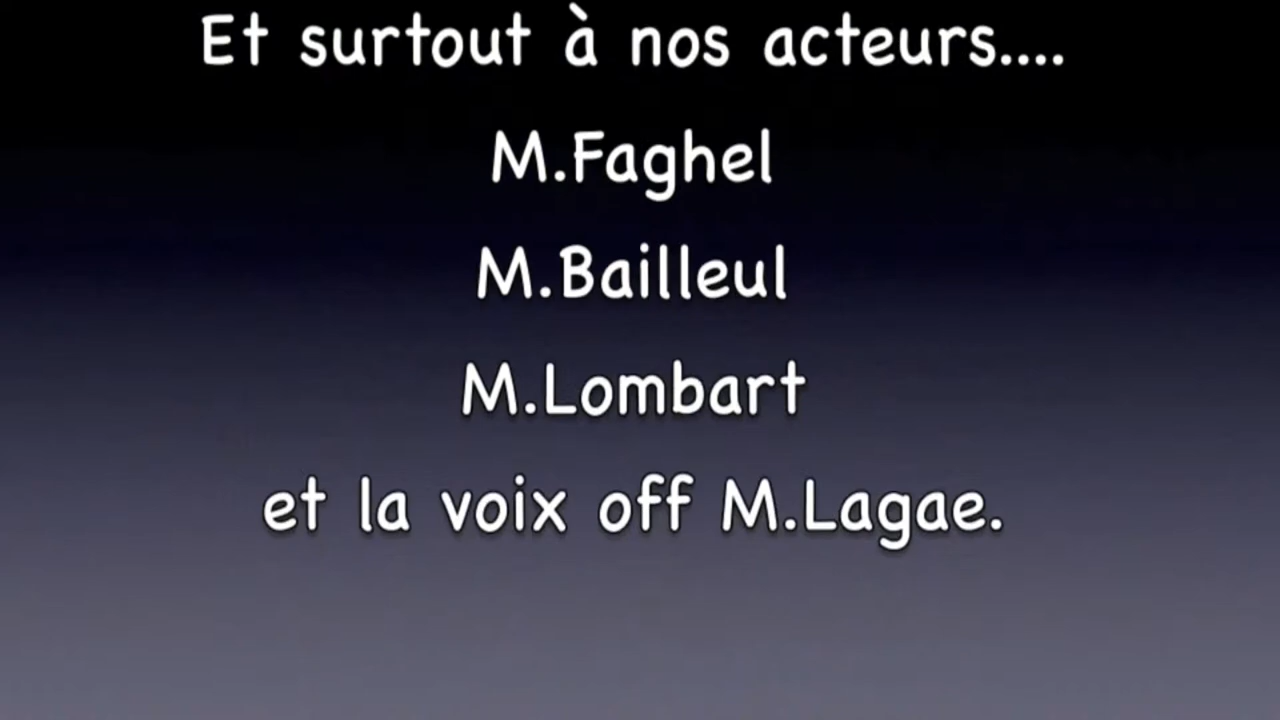 Et surtout à nos acteurs....
M.Faghel
M.Bailleul
M.Lombart
et la voix off M.Lagae.